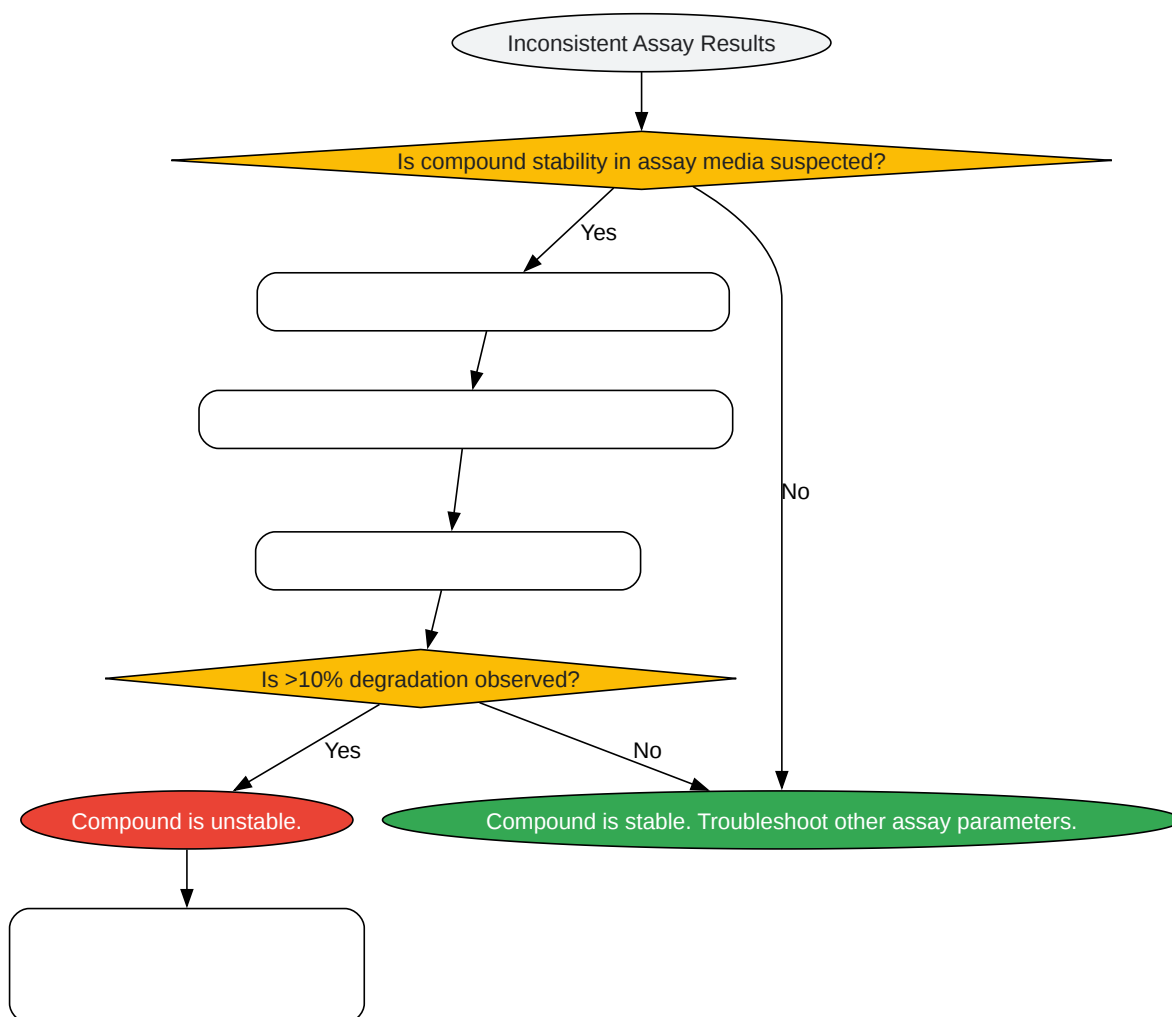 Inconsistent Assay Results
Is compound stability in assay media suspected?
Yes
No
Is >10% degradation observed?
Yes
No
Compound is unstable.
Compound is stable. Troubleshoot other assay parameters.